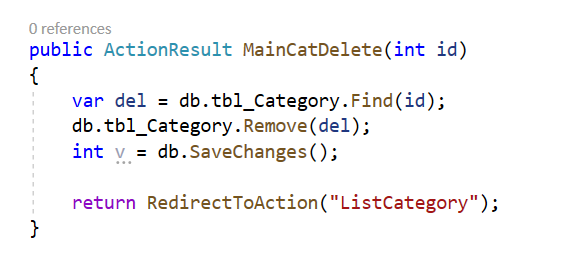 0 references
public ActionResult MainCatDelete(int id)
{
    var del = db.tbl_Category.Find(id);
    db.tbl_Category.Remove(del);
    int v = db.SaveChanges();

    return RedirectToAction("ListCategory");
}